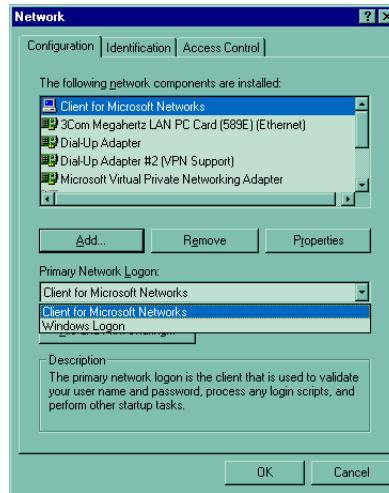 Network
Configuration Identification Access Control
The following network components are installed:
Client for Microsoft Networks
3Com Megahertz LAN PC Card (589E) (Ethernet)
Dial-Up Adapter
Dial-Up Adapter #2 (VPN Support)
Microsoft Virtual Private Networking Adapter
Add... Remove Properties
Primary Network Logon:
Client for Microsoft Networks
Client for Microsoft Networks
Windows Logon
Description
The primary network logon is the client that is used to validate
your user name and password, process any login scripts, and
perform other startup tasks.
OK Cancel